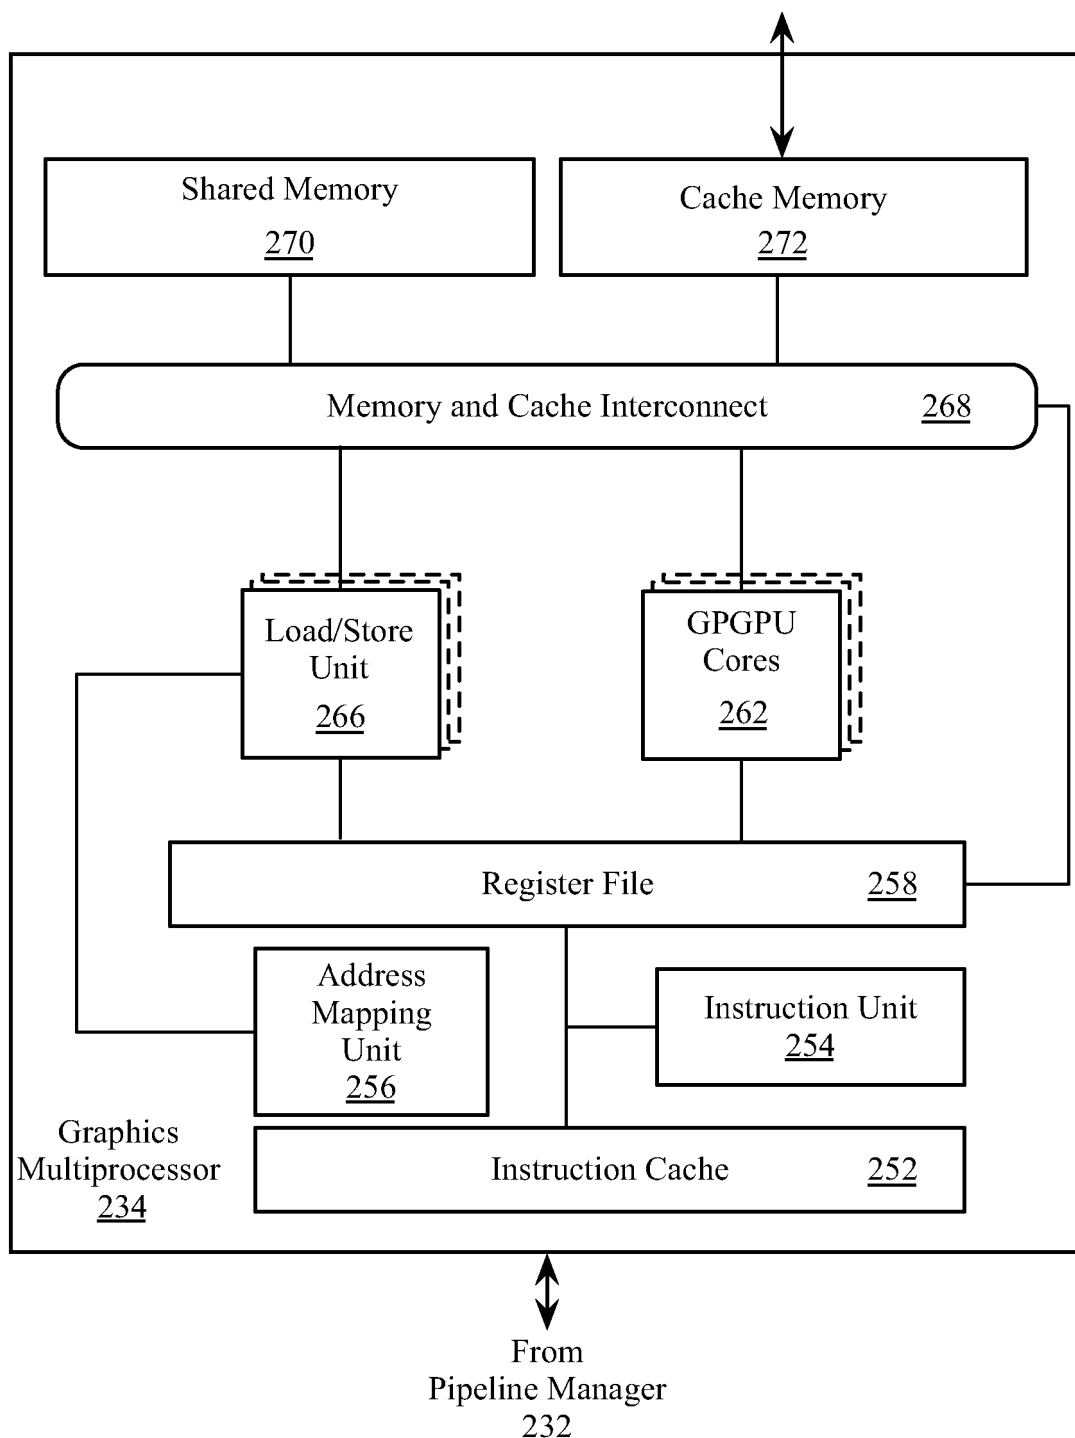 Shared Memory
270
Cache Memory
272
Memory and Cache Interconnect 268
Load/Store
Unit
266
GPGPU
Cores
262
Register File 258
Address
Mapping
Unit
256
Instruction Unit
254
Graphics
Multiprocessor
234
Instruction Cache 252
From
Pipeline Manager
232